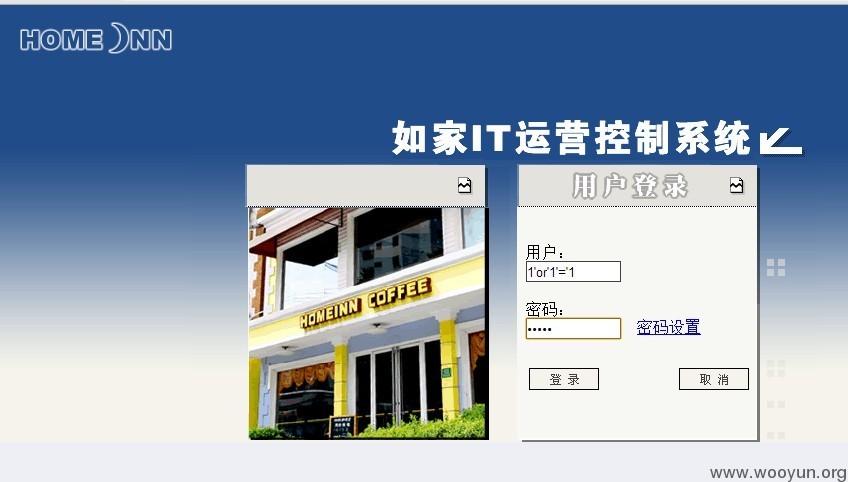 HOME INN
如家IT运营控制系统
用户登录
用户：
1'or'1'='1
密码：
•••••
密码设置
登 录
取 消
HOMEINN COFFEE
www.wooyun.org